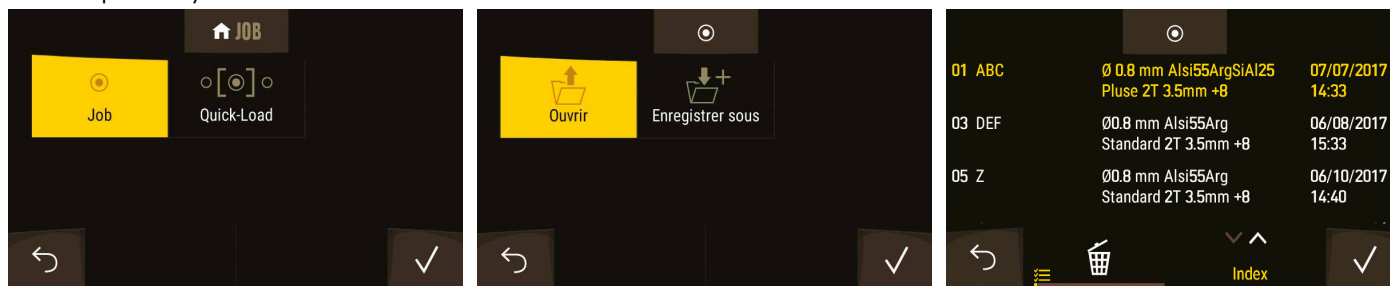 JOB
Job
Quick-Load
Ouvrir
Enregistrer sous
01 ABC Ø 0.8 mm Alsi55ArgSiAl25 07/07/2017
Pluse 2T 3.5mm +8 14:33
03 DEF Ø0.8 mm Alsi55Arg 06/08/2017
Standard 2T 3.5mm +8 15:33
05 Z Ø0.8 mm Alsi55Arg 06/10/2017
Standard 2T 3.5mm +8 14:40
Index